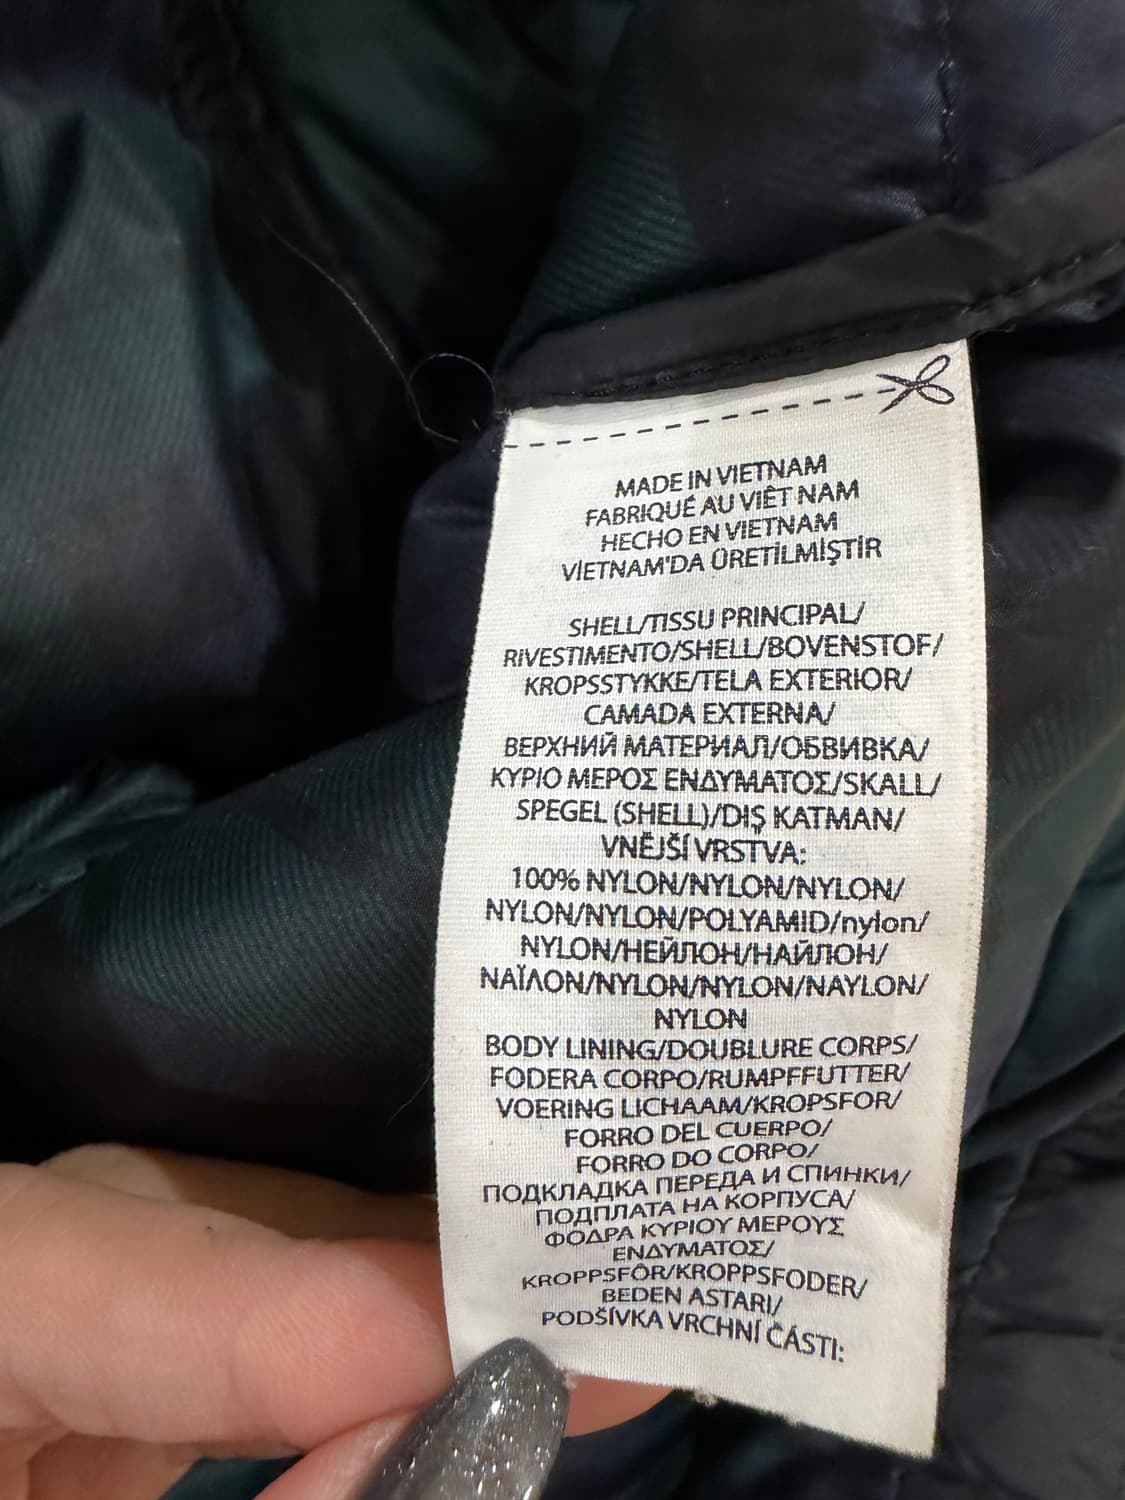 MADE IN VIETNAM
FABRIQUÉ AU VIÊT NAM
HECHO EN VIETNAM
VİETNAM'DA ÜRETİLMİŞTİR
SHELL/TISSU PRINCIPAL/
RIVESTIMENTO/SHELL/BOVENSTOF/
KROPSSTYKKE/TELA EXTERIOR/
CAMADA EXTERNA/
ВЕРХНИЙ МАТЕРИАЛ/ОБВИВКА/
ΚΥΡΙΟ ΜΕΡΟΣ ΕΝΔΥΜΑΤΟΣ/SKALL/
SPEGEL (SHELL)/DIŞ KATMAN/
VNĚJŠÍ VRSTVA:
100% NYLON/NYLON/NYLON/
NYLON/NYLON/POLYAMID/nylon/
NYLON/НЕЙЛОН/НАЙЛОН/
ΝΑΪΛΟΝ/NYLON/NYLON/NAYLON/
NYLON
BODY LINING/DOUBLURE CORPS/
FODERA CORPO/RUMPFFUTTER/
VOERING LICHAAM/KROPSFOR/
FORRO DEL CUERPO/
FORRO DO CORPO/
ПОДКЛАДКА ПЕРЕДА И СПИНКИ/
ПОДПЛАТА НА КОРПУСА/
ΦΟΔΡΑ ΚΥΡΙΟΥ ΜΕΡΟΥΣ
ΕΝΔΥΜΑΤΟΣ/
KROPPSFÔR/KROPPSFODER/
BEDEN ASTARI/
PODŠÍVKA VRCHNÍ ČÁSTI: